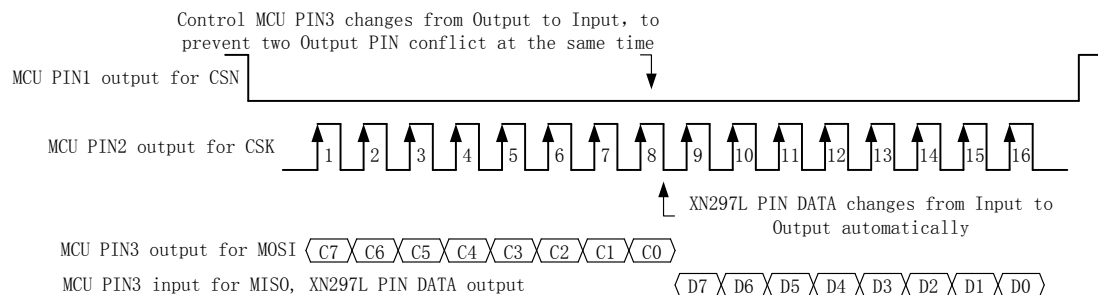 Control MCU PIN3 changes from Output to Input, to
prevent two Output PIN conflict at the same time
MCU PIN1 output for CSN
MCU PIN2 output for CSK
1 2 3 4 5 6 7 8 9 10 11 12 13 14 15 16
XN297L PIN DATA changes from Input to
Output automatically
MCU PIN3 output for MOSI C7 C6 C5 C4 C3 C2 C1 C0
MCU PIN3 input for MISO, XN297L PIN DATA output D7 D6 D5 D4 D3 D2 D1 D0